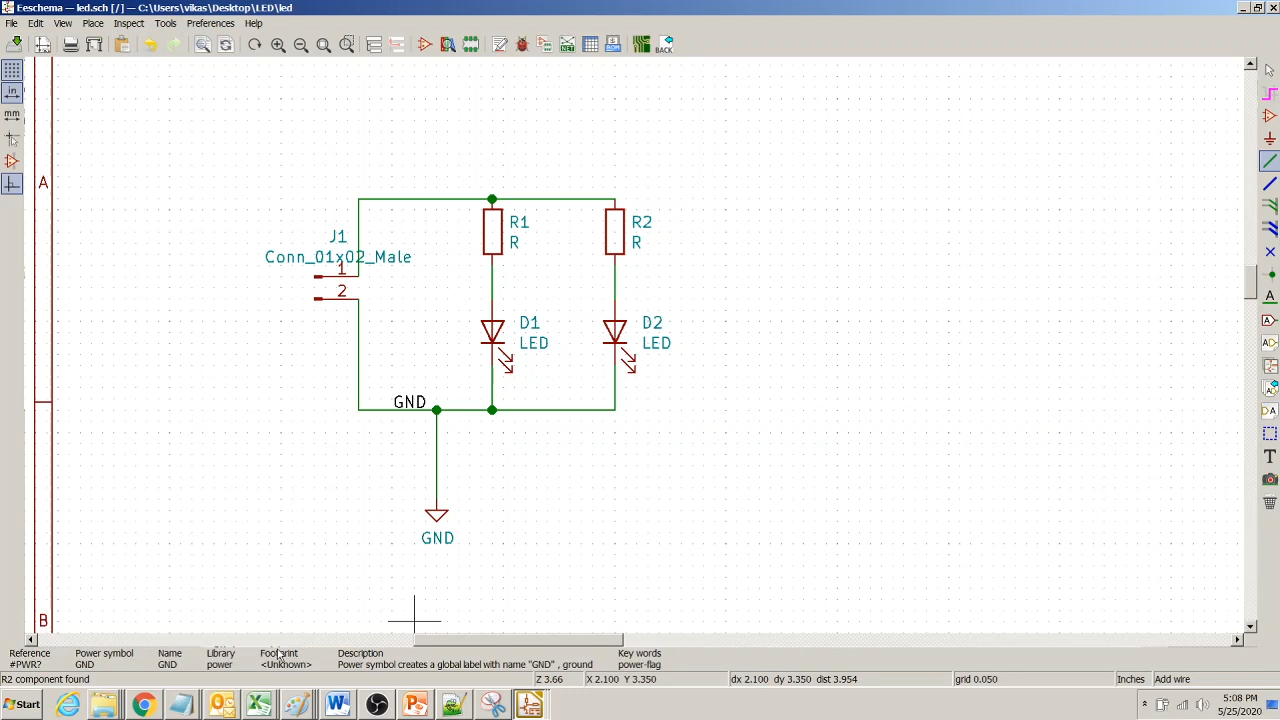 Eeschema — led.sch [/] — C:\Users\vikas\Desktop\LED\led
File Edit View Place Inspect Tools Preferences Help
BACK
in
mm
A
J1
Conn_01x02_Male
1
2
R1
R
R2
R
D1
LED
D2
LED
GND
GND
B
Reference Power symbol Name Library Footprint Description Key words
#PWR? GND GND power <Unknown> Power symbol creates a global label with name "GND" , ground power-flag
R2 component found Z 3.66 X 2.100 Y 3.350 dx 2.100 dy 3.350 dist 3.954 grid 0.050 Inches Add wire
Start
5:08 PM
5/25/2020